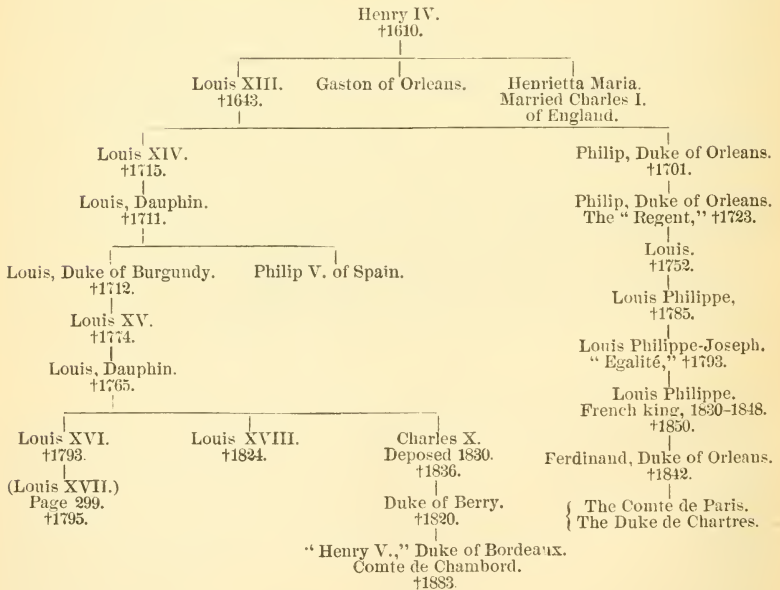 Henry IV.
†1610.
Louis XIII. Gaston of Orleans. Henrietta Maria.
†1643. Married Charles I.
of England.
Louis XIV. Philip, Duke of Orleans.
†1715. †1701.
Louis, Dauphin. Philip, Duke of Orleans.
†1711. The "Regent," †1723.
Louis.
†1752.
Louis, Duke of Burgundy. Philip V. of Spain.
†1712.
Louis Philippe,
†1785.
Louis XV.
†1774.
Louis Philippe-Joseph.
"Egalité," †1793.
Louis, Dauphin.
†1765.
Louis Philippe.
French king, 1830-1848.
†1850.
Louis XVI. Louis XVIII. Charles X.
†1793. †1824. Deposed 1830.
†1836.
Ferdinand, Duke of Orleans.
†1842.
(Louis XVII.)
Page 299.
†1795.
Duke of Berry.
†1820.
The Comte de Paris.
The Duke de Chartres.
"Henry V.," Duke of Bordeaux.
Comte de Chambord.
†1883.